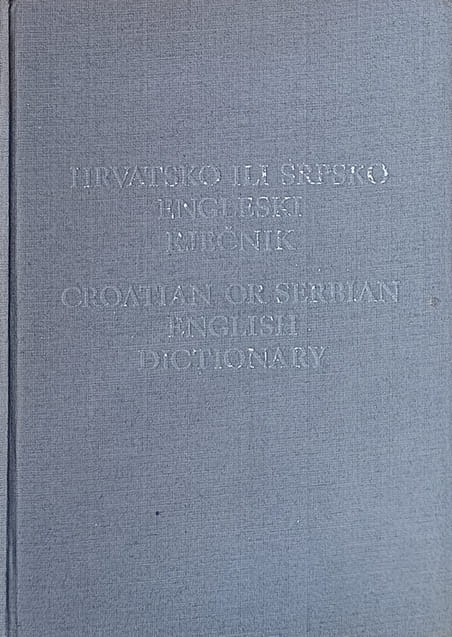 HRVATSKO ILI SRPSKO
ENGLESKI
RJEČNIK
CROATIAN OR SERBIAN
ENGLISH
DICTIONARY